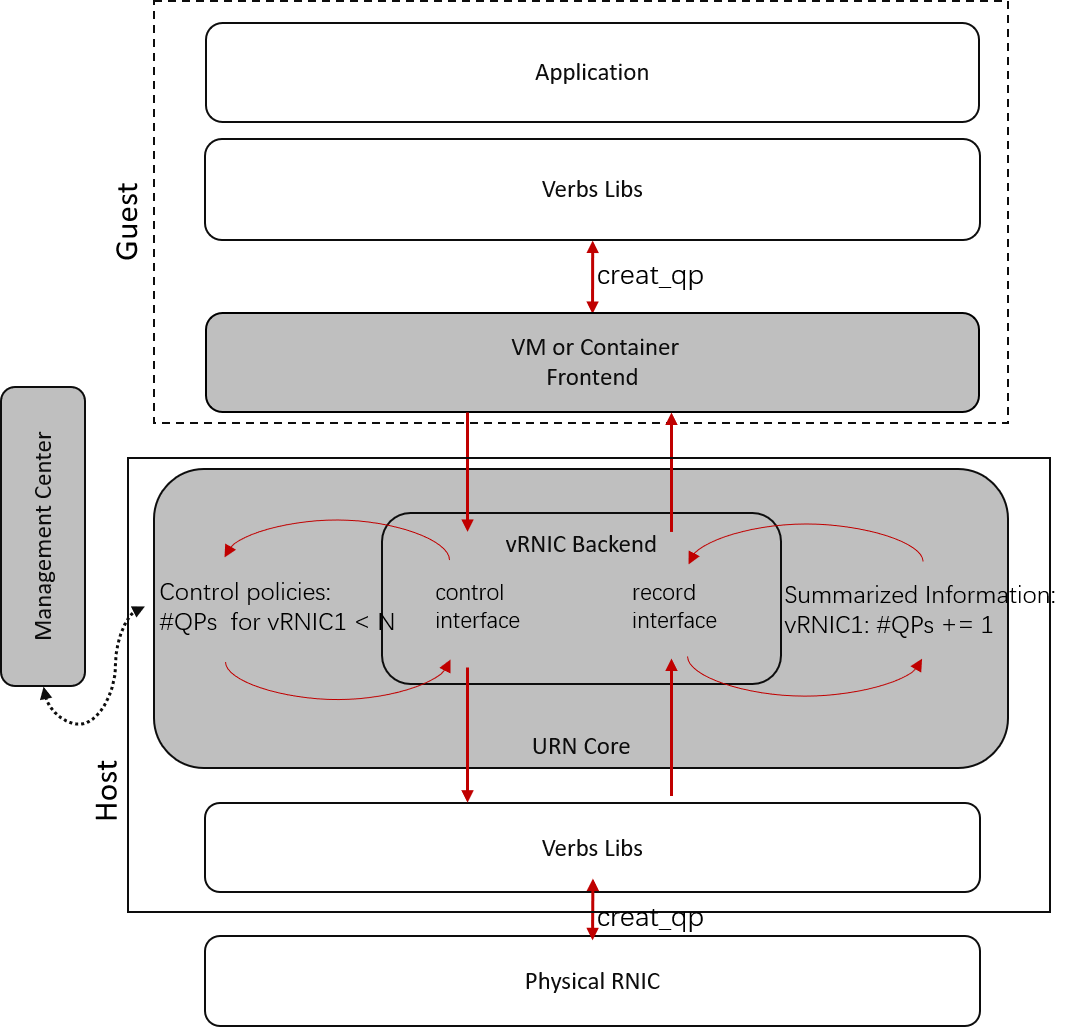 Application
Verbs Libs
Guest
creat_qp
VM or Container
Frontend
Management Center
vRNIC Backend
Control policies:
#QPs for vRNIC1 < N
control
interface
record
interface
Summarized Information:
vRNIC1: #QPs += 1
URN Core
Host
Verbs Libs
creat_qp
Physical RNIC